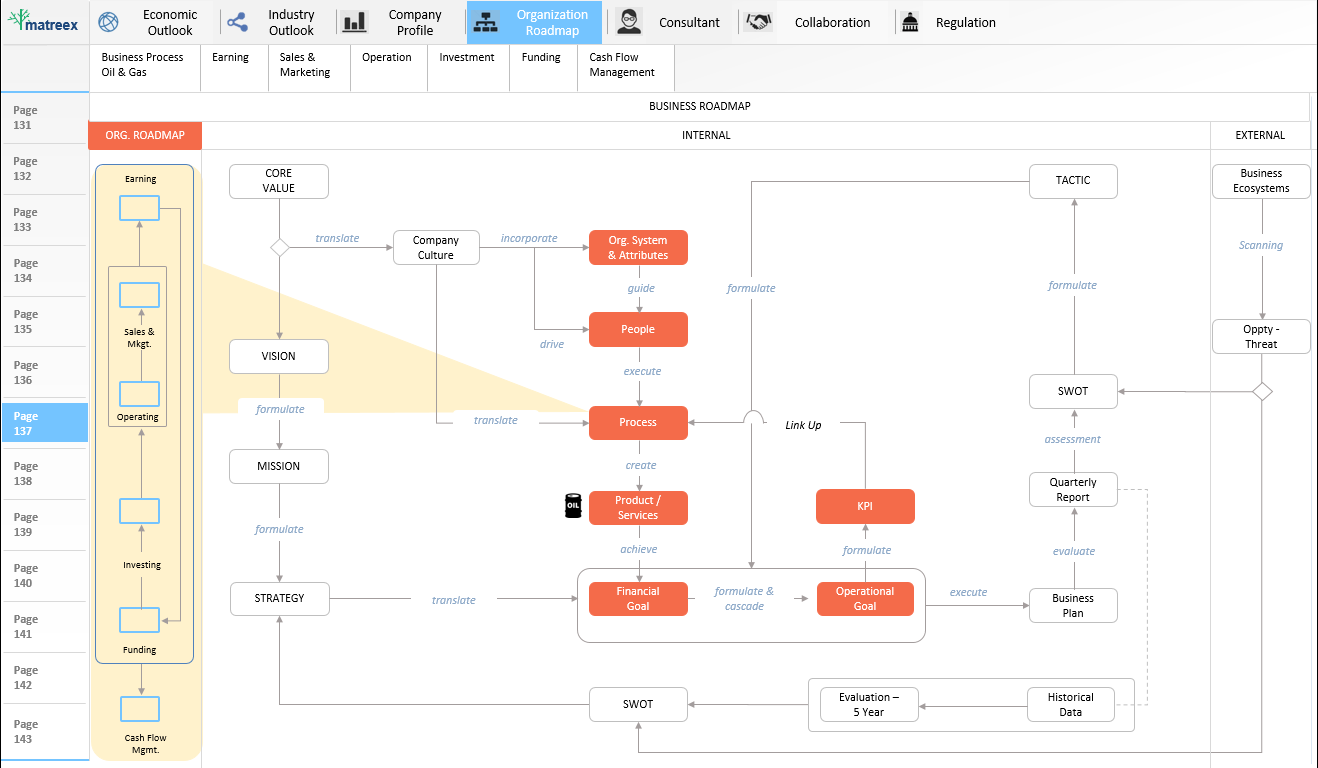 matreex
Economic
Outlook
Industry
Outlook
Company
Profile
Organization
Roadmap
Consultant
Collaboration
Regulation
Business Process
Oil & Gas
Earning
Sales &
Marketing
Operation
Investment
Funding
Cash Flow
Management
BUSINESS ROADMAP
ORG. ROADMAP
INTERNAL
EXTERNAL
Page
131
Page
132
Page
133
Page
134
Page
135
Page
136
Page
137
Page
138
Page
139
Page
140
Page
141
Page
142
Page
143
Earning
Sales &
Mkgt.
Operating
Investing
Funding
Cash Flow
Mgmt.
CORE
VALUE
translate
Company
Culture
incorporate
Org. System
& Attributes
guide
People
drive
execute
VISION
formulate
translate
Process
Link Up
MISSION
create
OIL
Product /
Services
KPI
formulate
achieve
formulate
STRATEGY
translate
Financial
Goal
formulate &
cascade
Operational
Goal
execute
Business
Plan
evaluate
Quarterly
Report
assessment
SWOT
formulate
TACTIC
formulate
Business
Ecosystems
Scanning
Oppty -
Threat
SWOT
Evaluation –
5 Year
Historical
Data